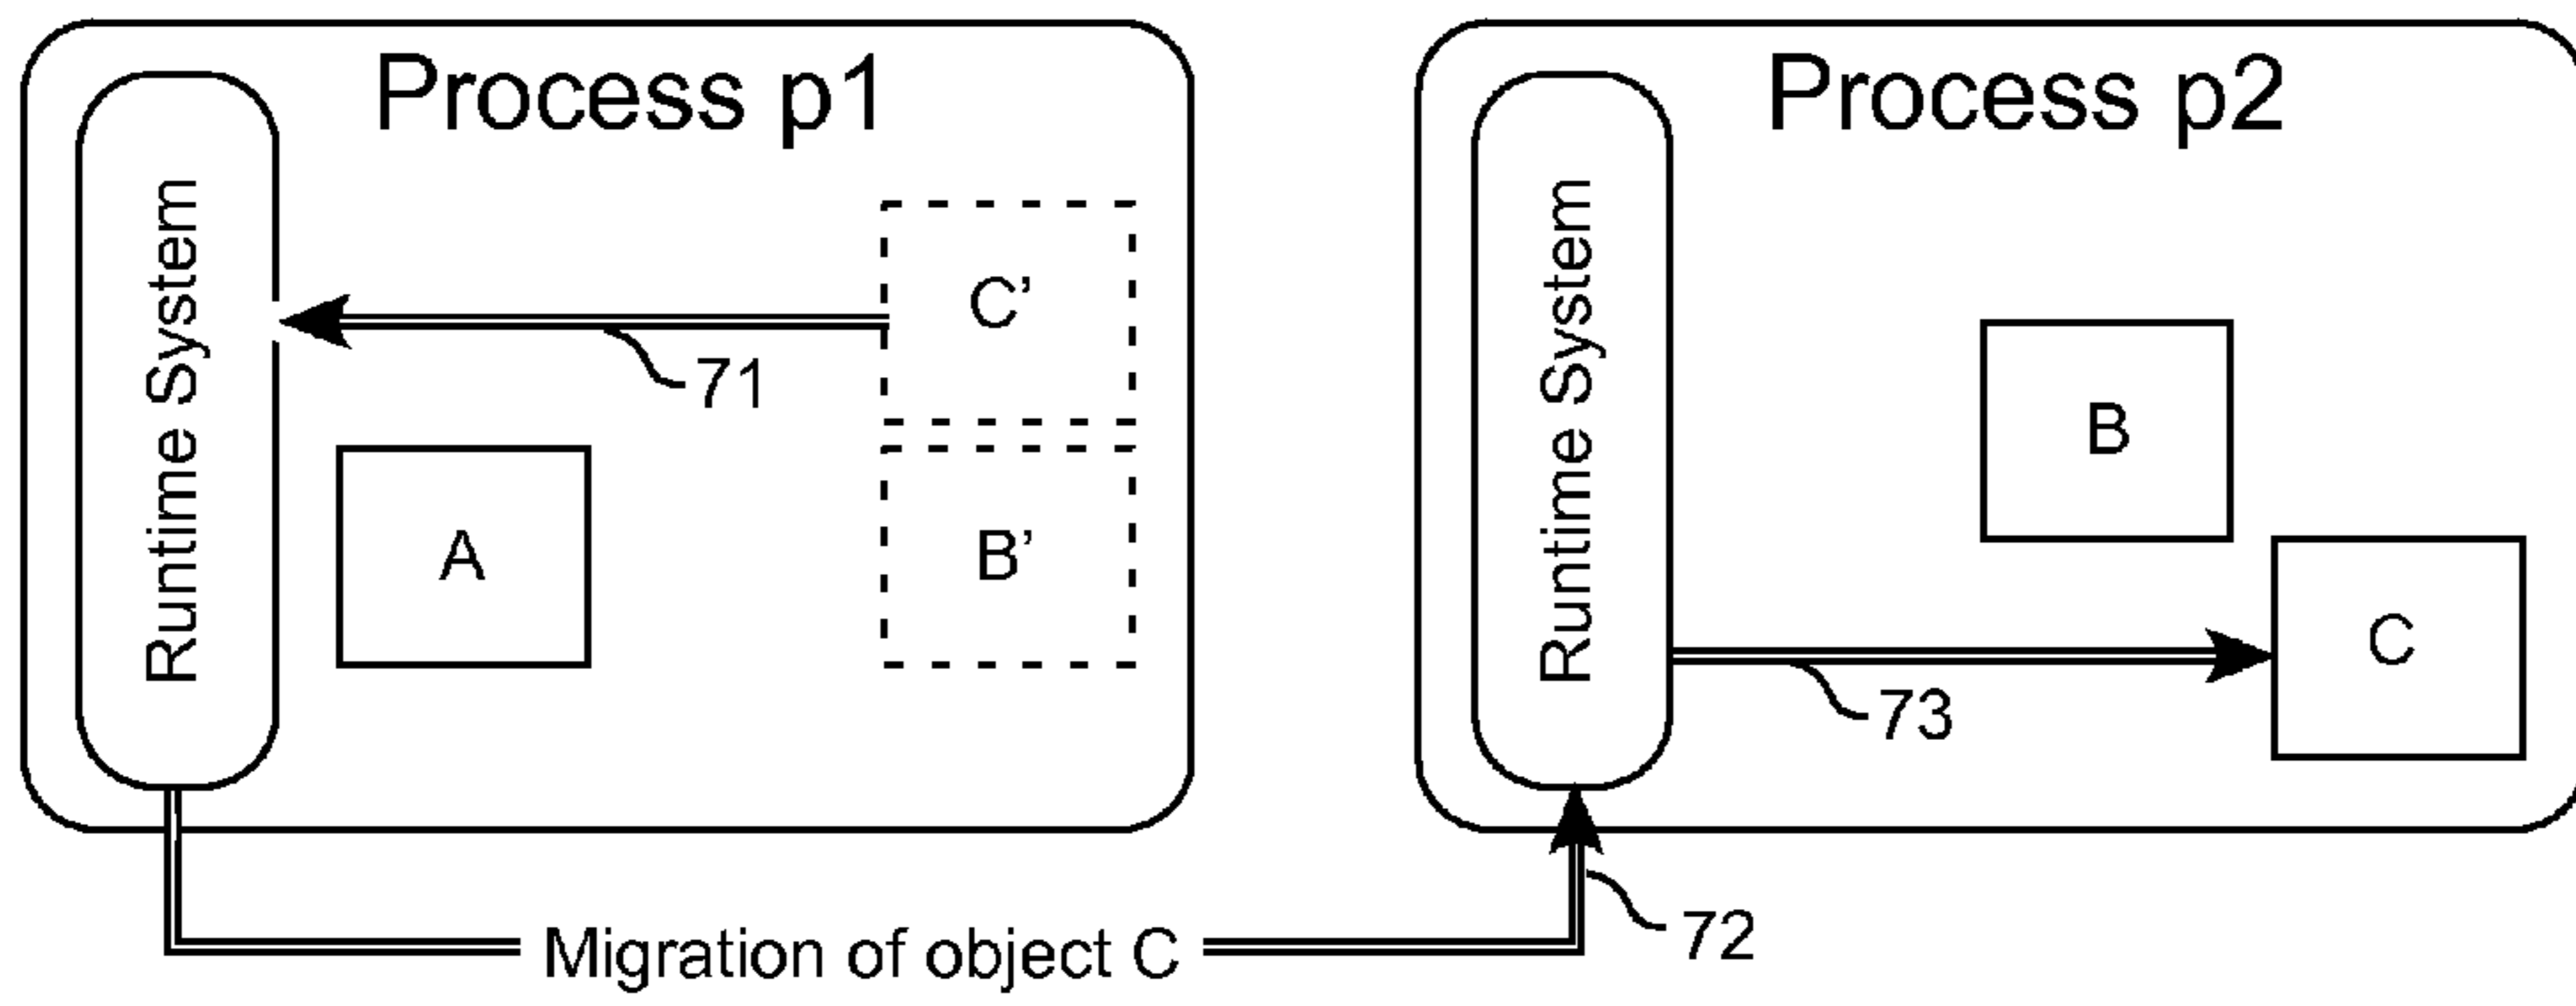 Process p1
Runtime System
C’
71
A
B’
Process p2
Runtime System
B
C
73
72
Migration of object C